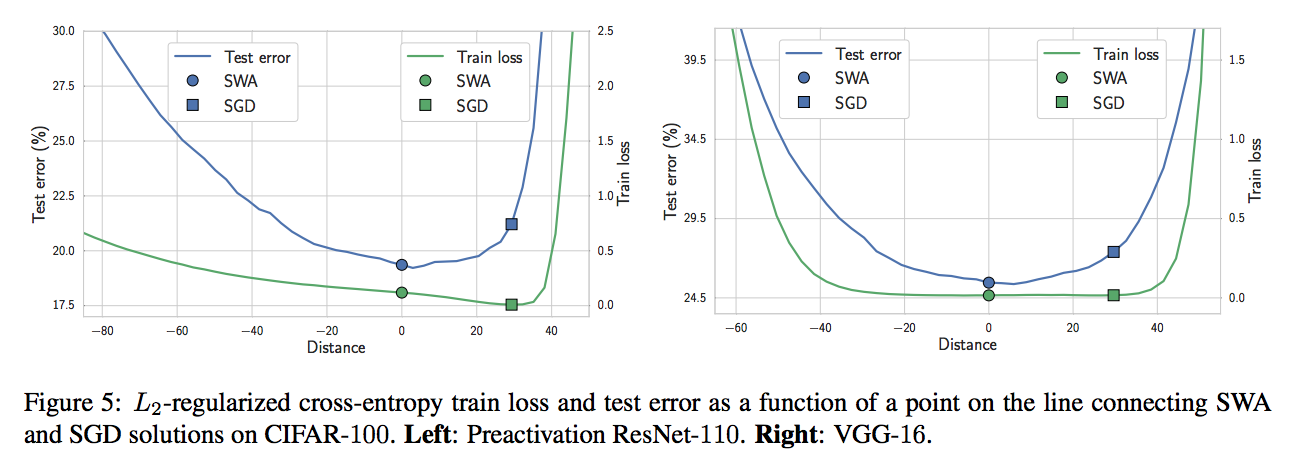 30.0
27.5
25.0
22.5
20.0
17.5
Test error (%)
Test error
SWA
SGD
Train loss
SWA
SGD
2.5
2.0
1.5
1.0
0.5
0.0
Train loss
−80 −60 −40 −20 0 20 40
Distance
39.5
34.5
29.5
24.5
Test error (%)
Test error
SWA
SGD
Train loss
SWA
SGD
1.5
1.0
0.5
0.0
Train loss
−60 −40 −20 0 20 40
Distance
Figure 5: L₂-regularized cross-entropy train loss and test error as a function of a point on the line connecting SWA
and SGD solutions on CIFAR-100. Left: Preactivation ResNet-110. Right: VGG-16.